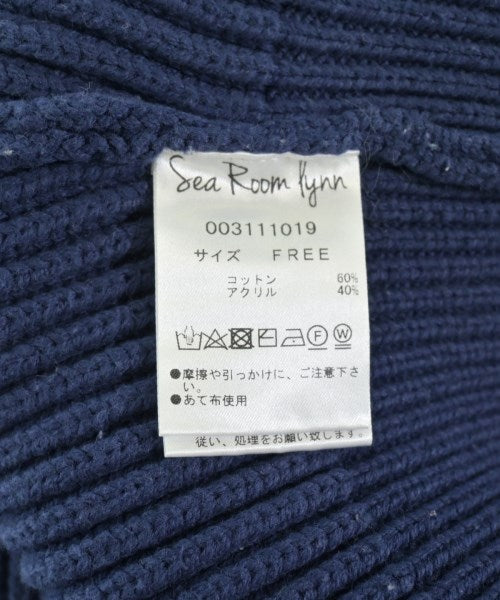 Sea Room lynn
003111019
サイズ FREE
コットン 60%
アクリル 40%
F W
●摩擦や引っかけに、ご注意下さ
い。
●あて布使用
従い、処理をお願い致します。